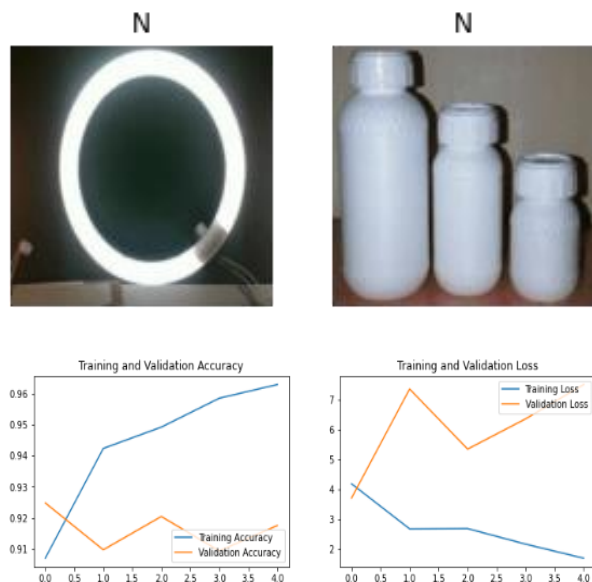 N
N
Training and Validation Accuracy
0.96
0.95
0.94
0.93
0.92
0.91
Training Accuracy
Validation Accuracy
0.0 0.5 1.0 1.5 2.0 2.5 3.0 3.5 4.0
Training and Validation Loss
7
6
5
4
3
2
Training Loss
Validation Loss
0.0 0.5 1.0 1.5 2.0 2.5 3.0 3.5 4.0